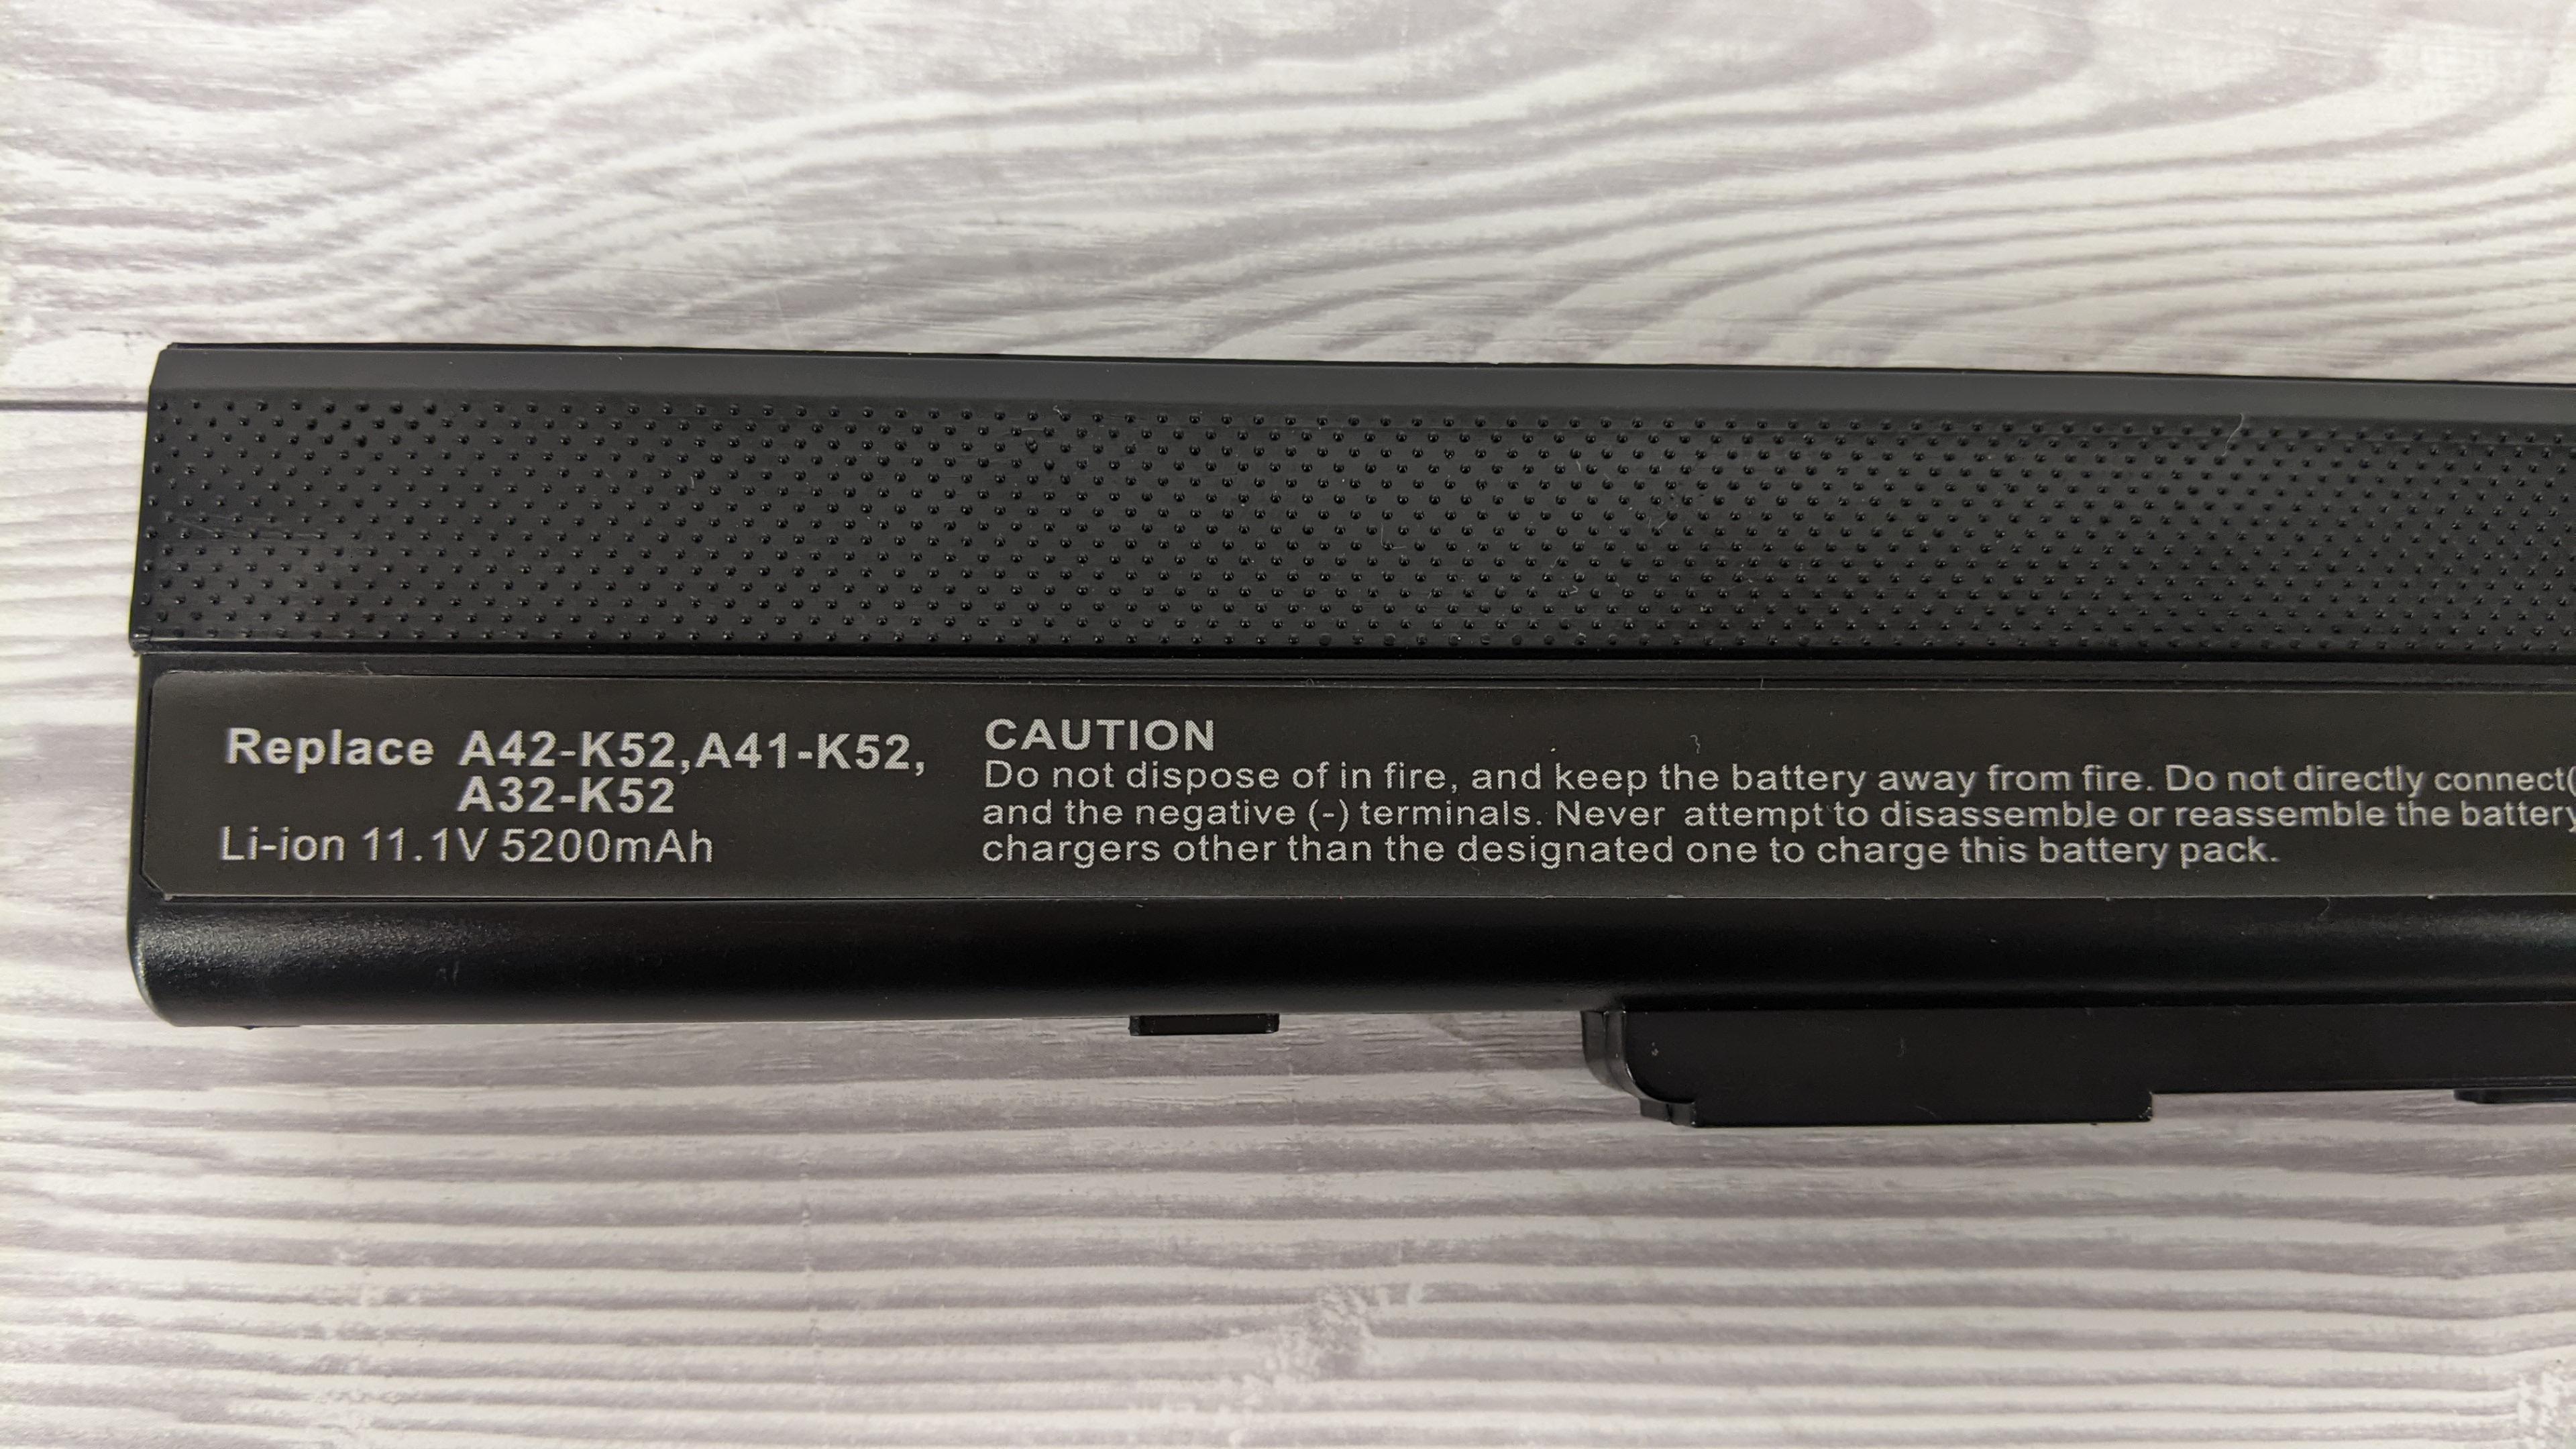 Replace A42-K52,A41-K52,
A32-K52
Li-ion 11.1V 5200mAh
CAUTION
Do not dispose of in fire, and keep the battery away from fire. Do not directly connect(
and the negative (-) terminals. Never attempt to disassemble or reassemble the battery
chargers other than the designated one to charge this battery pack.